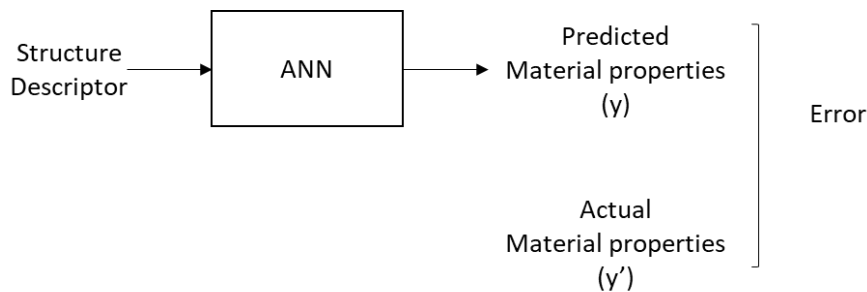 Structure
Descriptor
ANN
Predicted
Material properties
(y)
Error
Actual
Material properties
(y’)